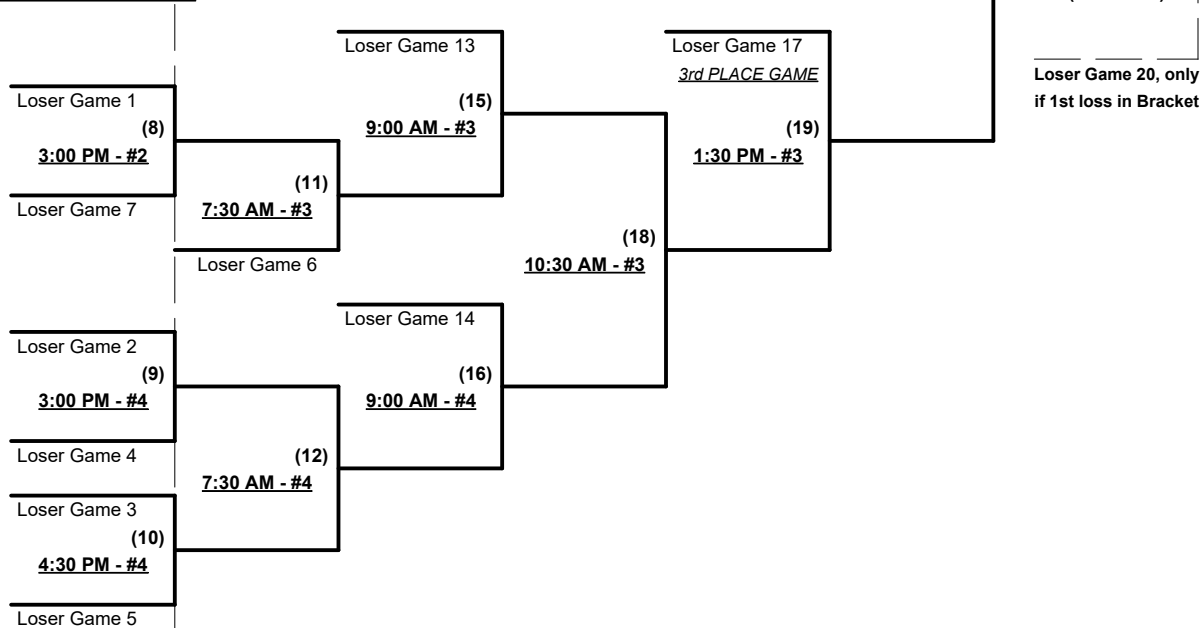 Loser Game 13
Loser Game 17
3rd PLACE GAME
Loser Game 20, only
if 1st loss in Bracket
Loser Game 1
(8)
3:00 PM - #2
Loser Game 7
(15)
9:00 AM - #3
(19)
1:30 PM - #3
(11)
7:30 AM - #3
Loser Game 6
(18)
10:30 AM - #3
Loser Game 14
Loser Game 2
(9)
3:00 PM - #4
Loser Game 4
(16)
9:00 AM - #4
(12)
7:30 AM - #4
Loser Game 3
(10)
4:30 PM - #4
Loser Game 5